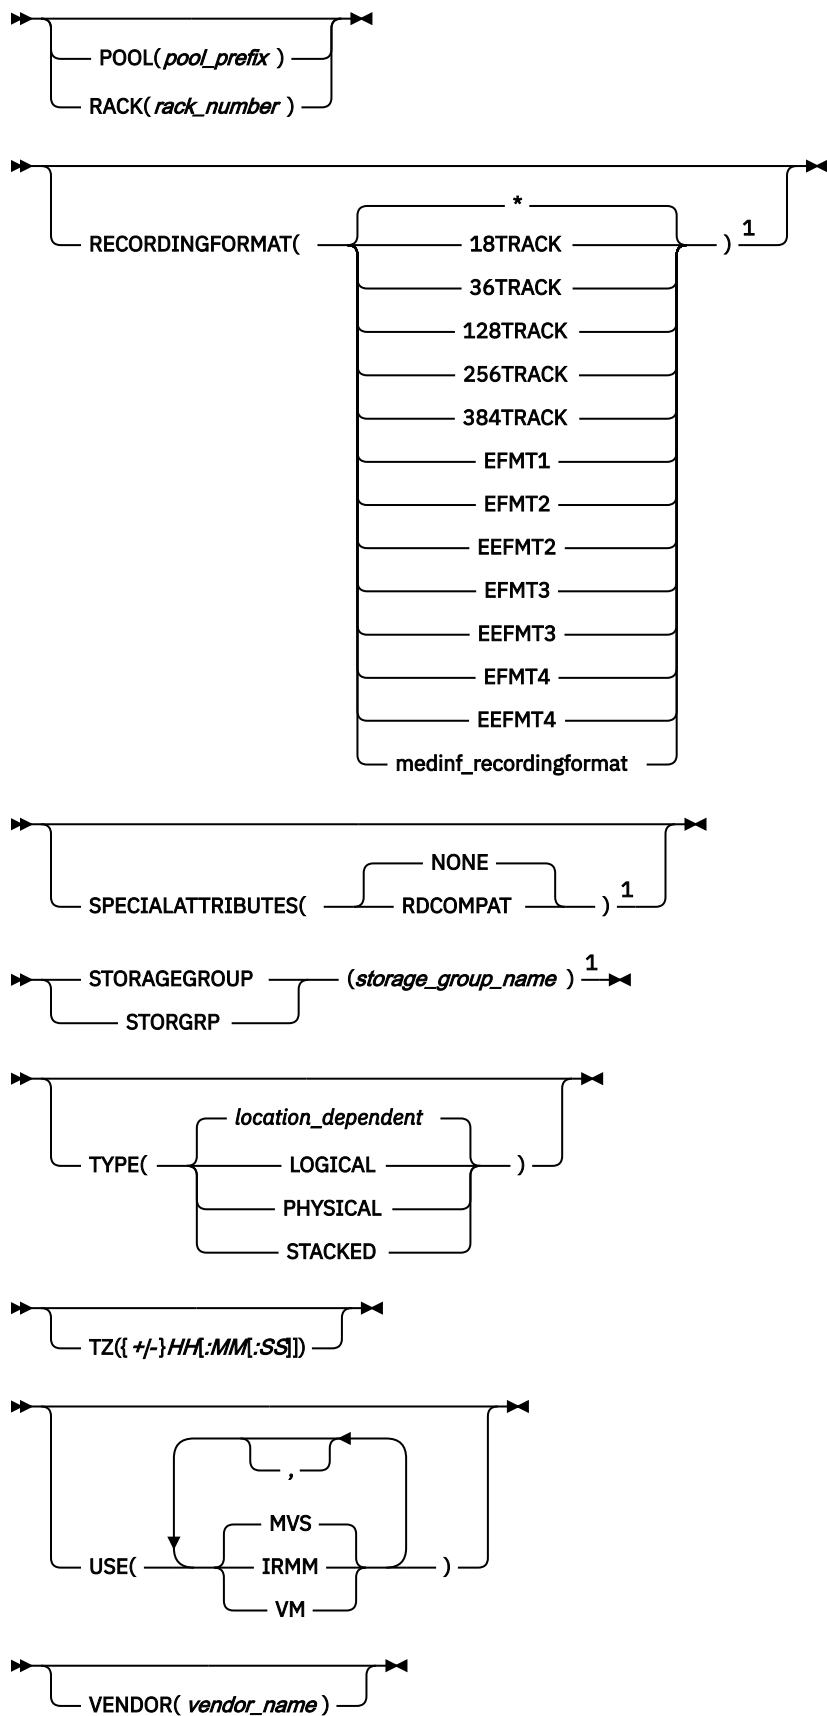 POOL( pool_prefix )
RACK( rack_number )
*
RECORDINGFORMAT( 18TRACK ) 1
36TRACK
128TRACK
256TRACK
384TRACK
EFMT1
EFMT2
EEFMT2
EFMT3
EEFMT3
EFMT4
EEFMT4
medinf_recordingformat
NONE
SPECIALATTRIBUTES( RDCOMPAT ) 1
STORAGEGROUP (storage_group_name ) 1
STORGRP
location_dependent
TYPE( LOGICAL )
PHYSICAL
STACKED
TZ({ +/-}HH[:MM[:SS]])
,
MVS
USE( IRMM )
VM
VENDOR( vendor_name )